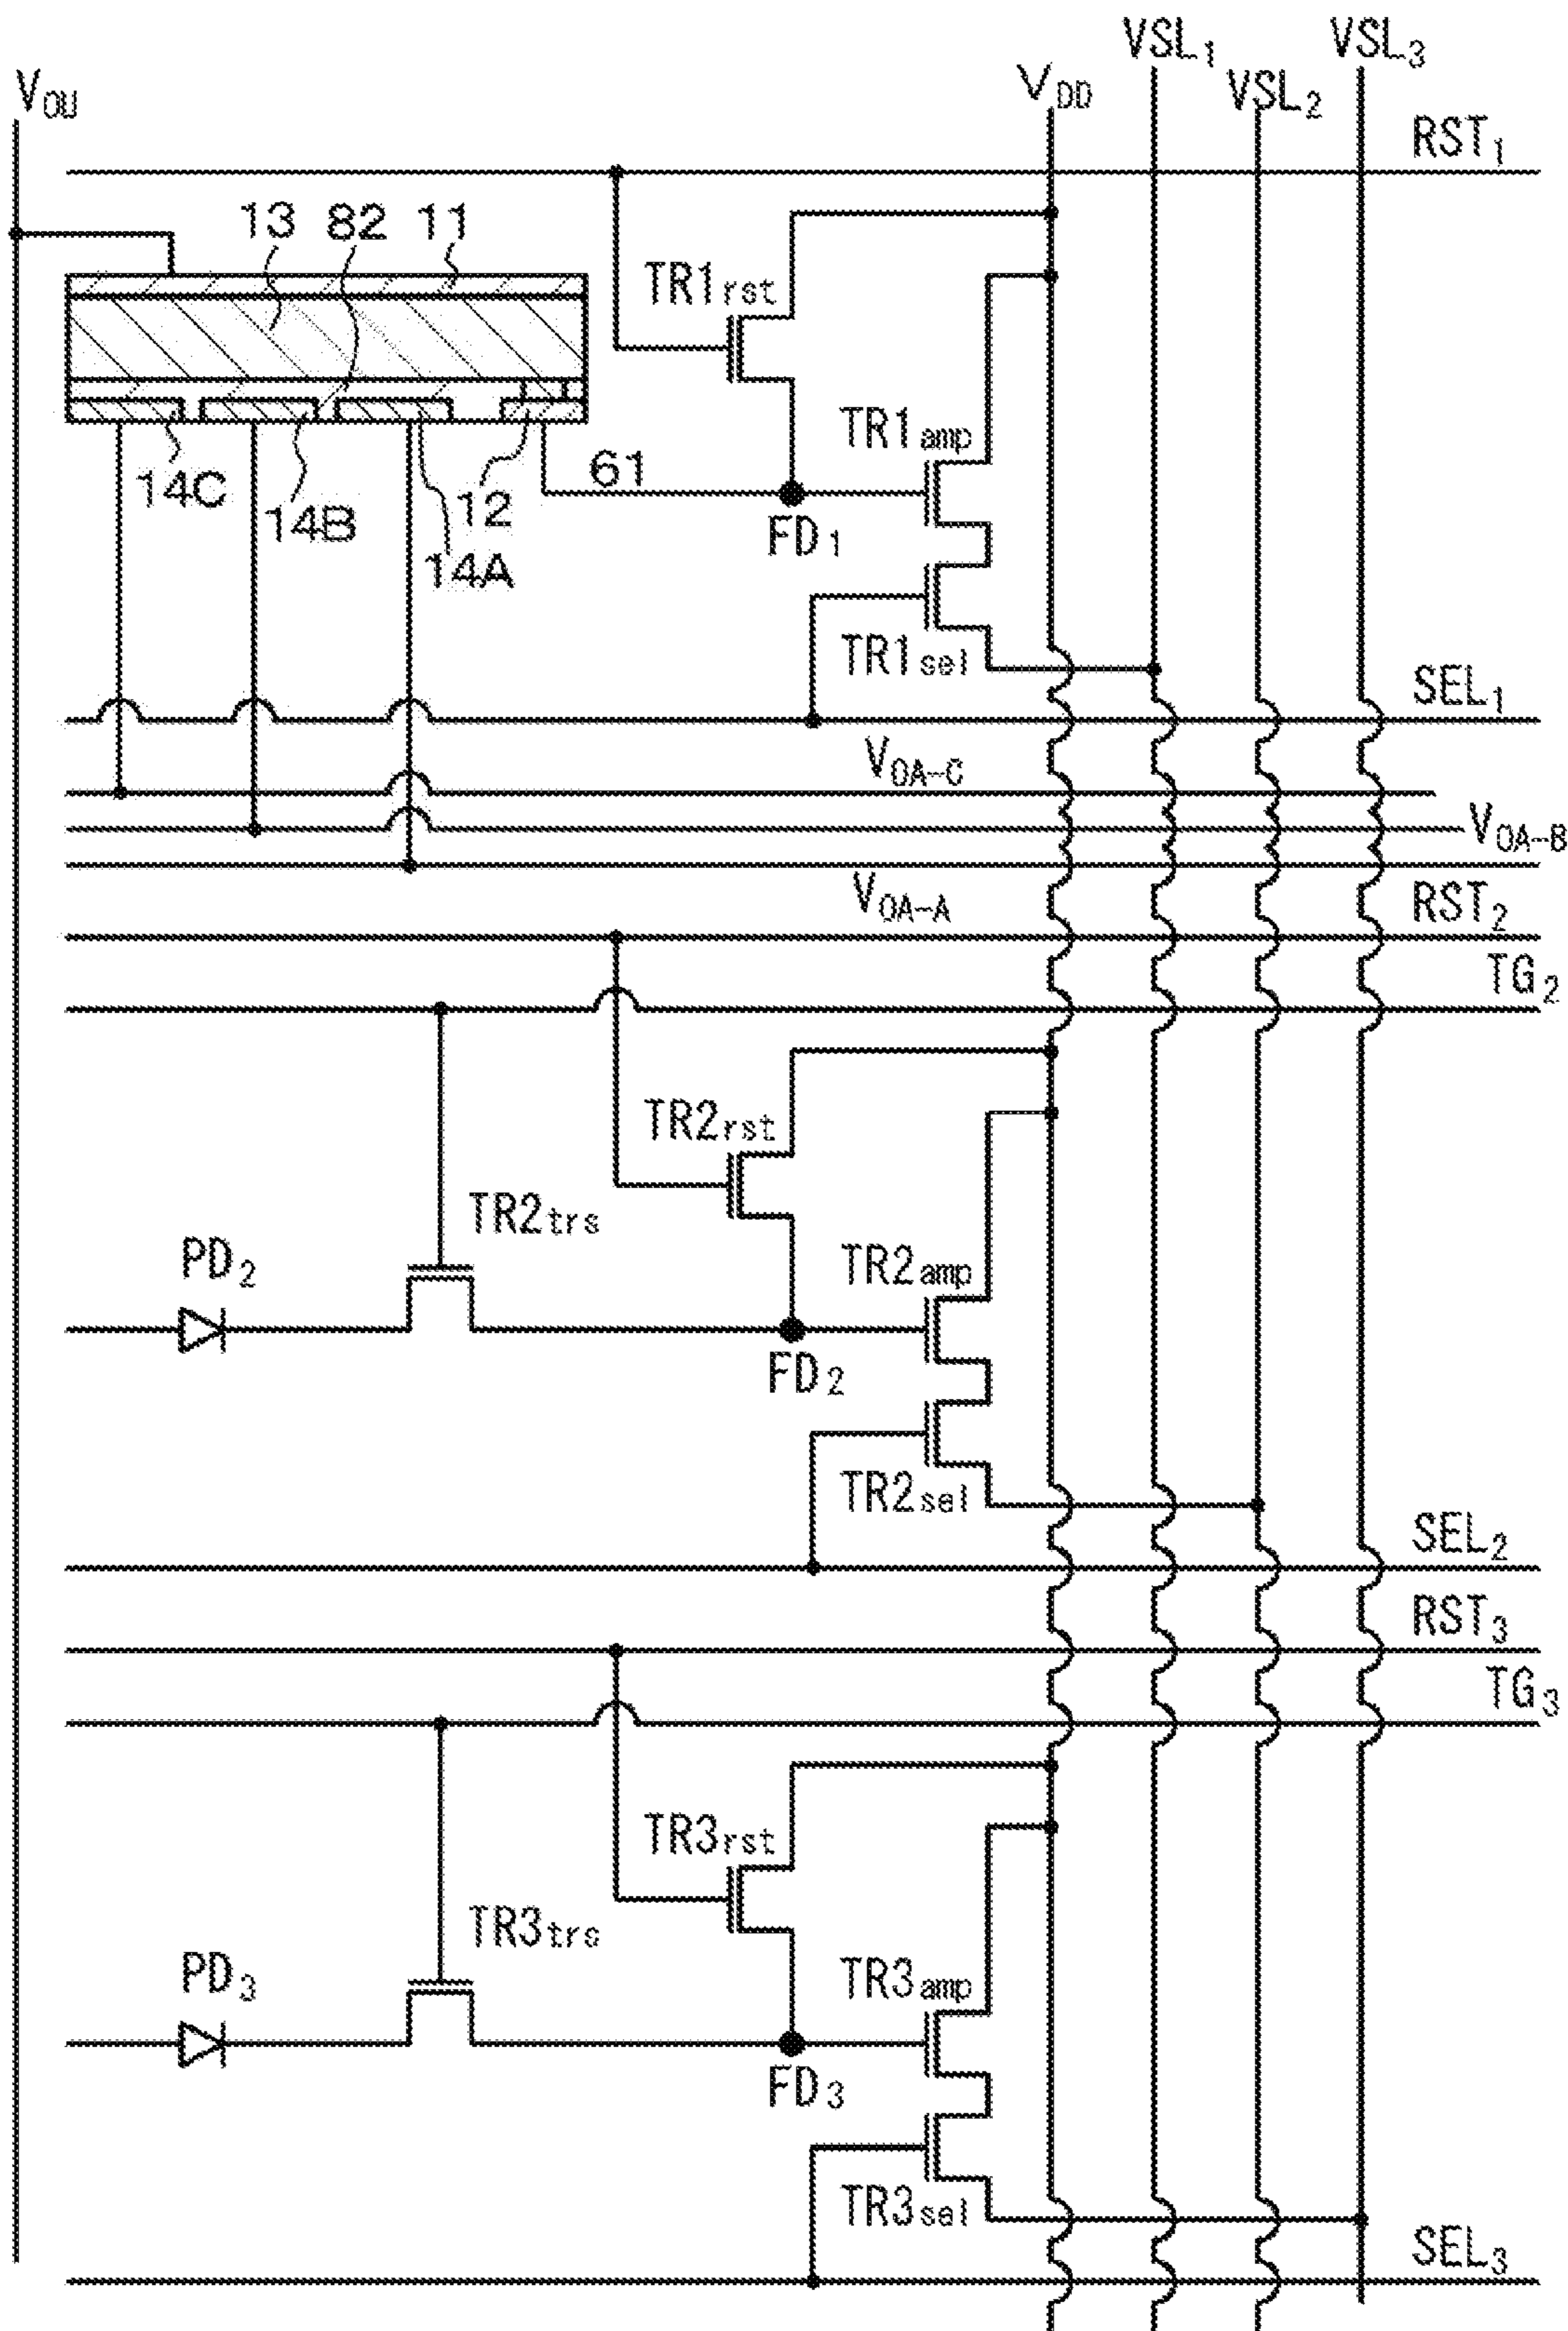 VSL1 VSL3
VOU VDD VSL2
RST1
13 82 11
TR1rst
TR1amp
61
14C 14B 12
FD1
14A
TR1sel
SEL1
VOA-C
VOA-B
VOA-A
RST2
TG2
TR2rst
TR2trs
PD2
TR2amp
FD2
TR2sel
SEL2
RST3
TG3
TR3rst
TR3trs
PD3
TR3amp
FD3
TR3sel
SEL3